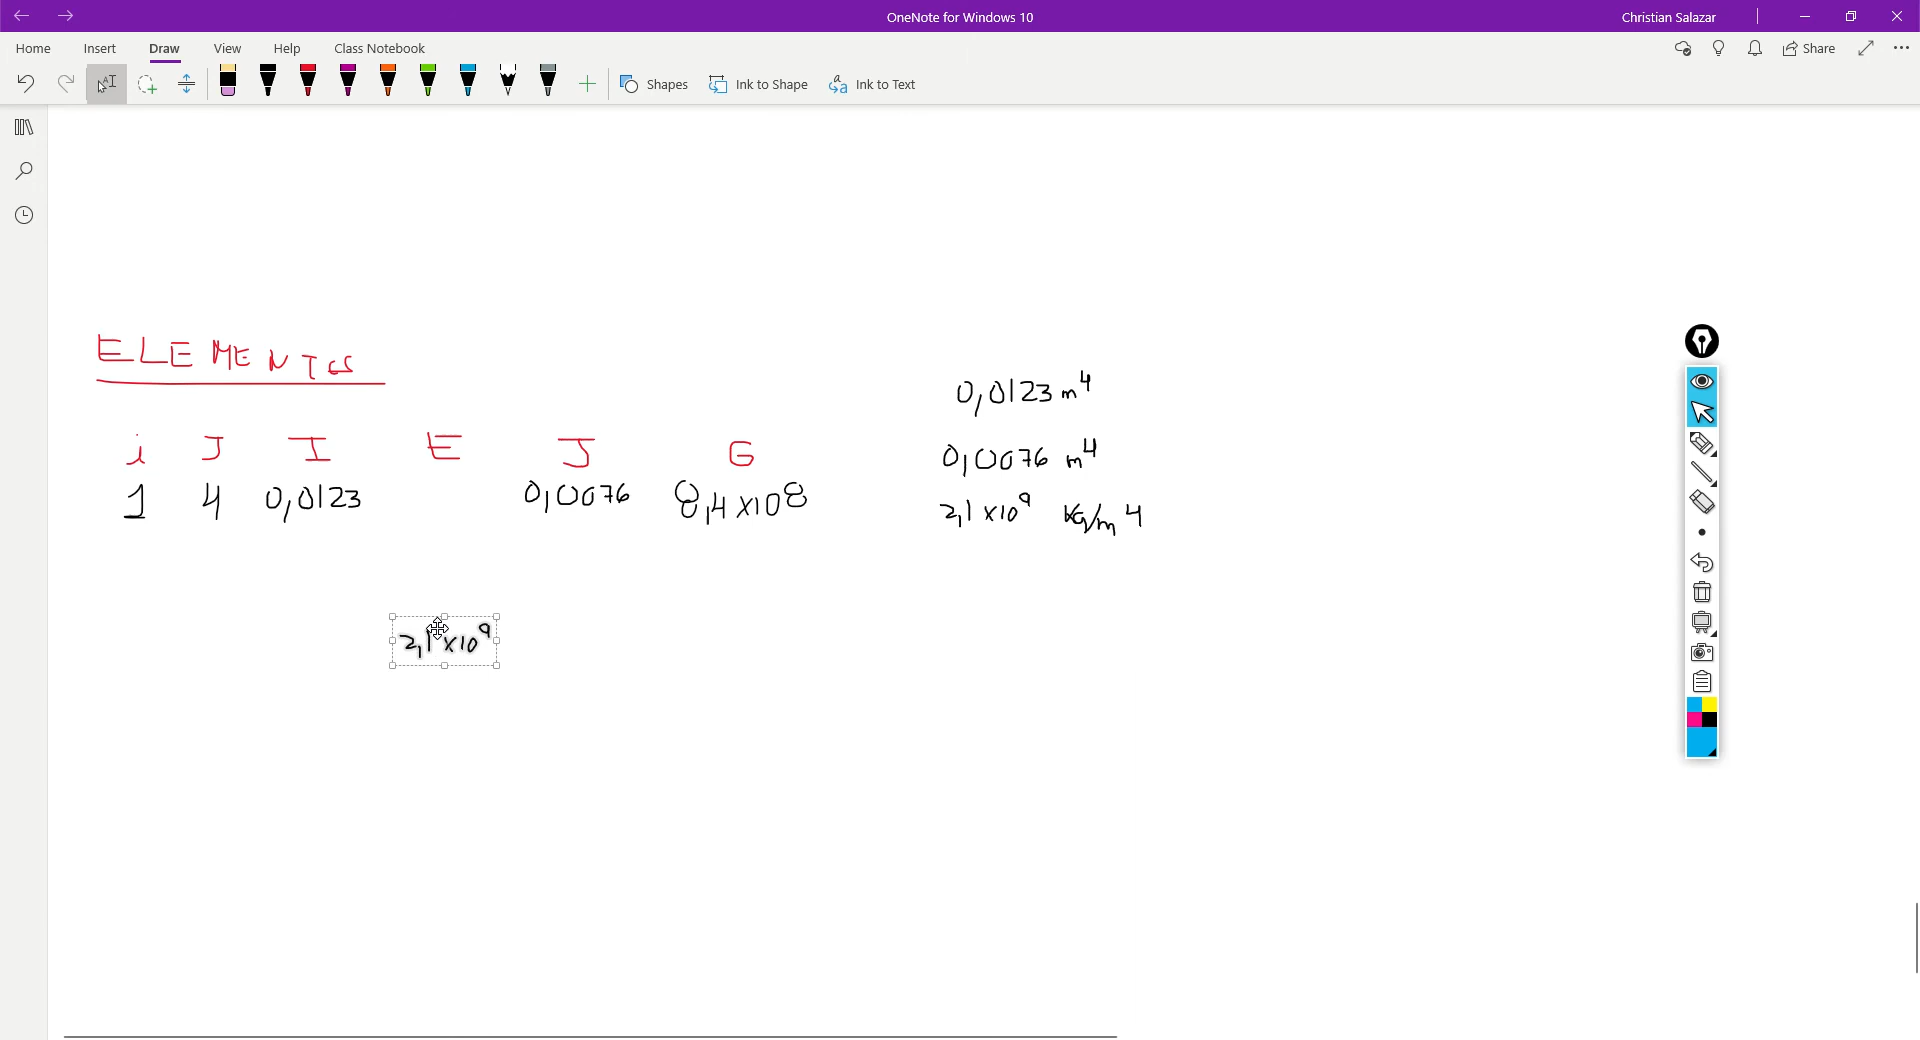 OneNote for Windows 10
Christian Salazar
Home Insert Draw View Help Class Notebook
Share
Shapes Ink to Shape Ink to Text
ELEMENTOS
i J I E J G
1 4 0,0123 0,0076 8,4x10 8
0,0123 m⁴
0,0076 m⁴
2,1 x10⁹ kg/m 4
2,1 x10⁹